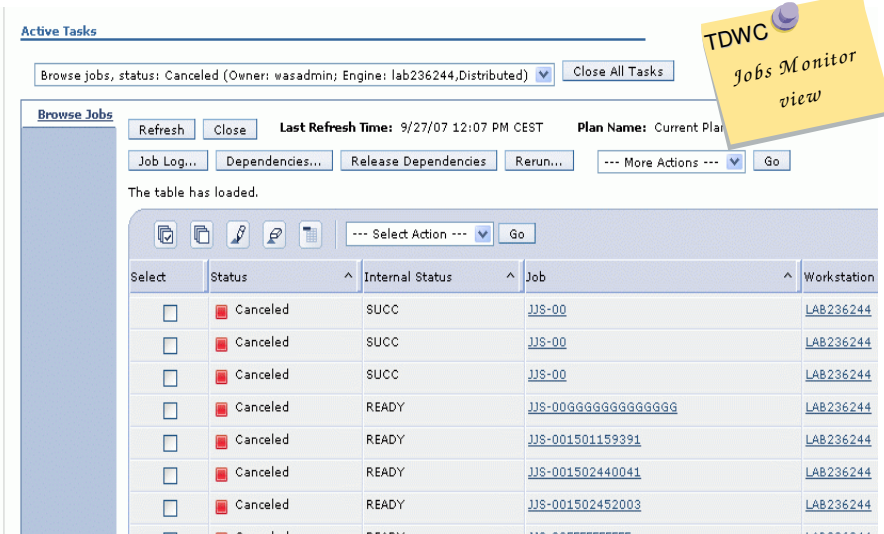 TDWC
Jobs Monitor
view
Active Tasks
Browse jobs, status: Canceled (Owner: wasadmin; Engine: lab236244,Distributed) Close All Tasks
Browse Jobs
Refresh Close Last Refresh Time: 9/27/07 12:07 PM CEST Plan Name: Current
Job Log... Dependencies... Release Dependencies Rerun... --- More Actions --- Go
The table has loaded.
--- Select Action --- Go
Select Status Internal Status Job Workstation
Canceled SUCC JJS-00 LAB236244
Canceled SUCC JJS-00 LAB236244
Canceled SUCC JJS-00 LAB236244
Canceled READY JJS-00GGGGGGGGGGGGGG LAB236244
Canceled READY JJS-001501159391 LAB236244
Canceled READY JJS-001502440041 LAB236244
Canceled READY JJS-001502452003 LAB236244